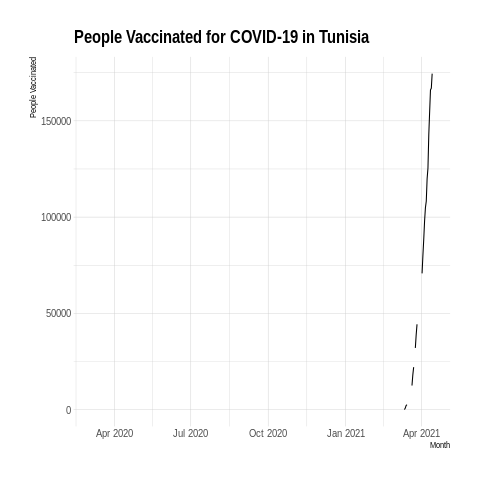 People Vaccinated for COVID-19 in Tunisia
People Vaccinated
150000
100000
50000
0
Apr 2020 Jul 2020 Oct 2020 Jan 2021 Apr 2021
Month